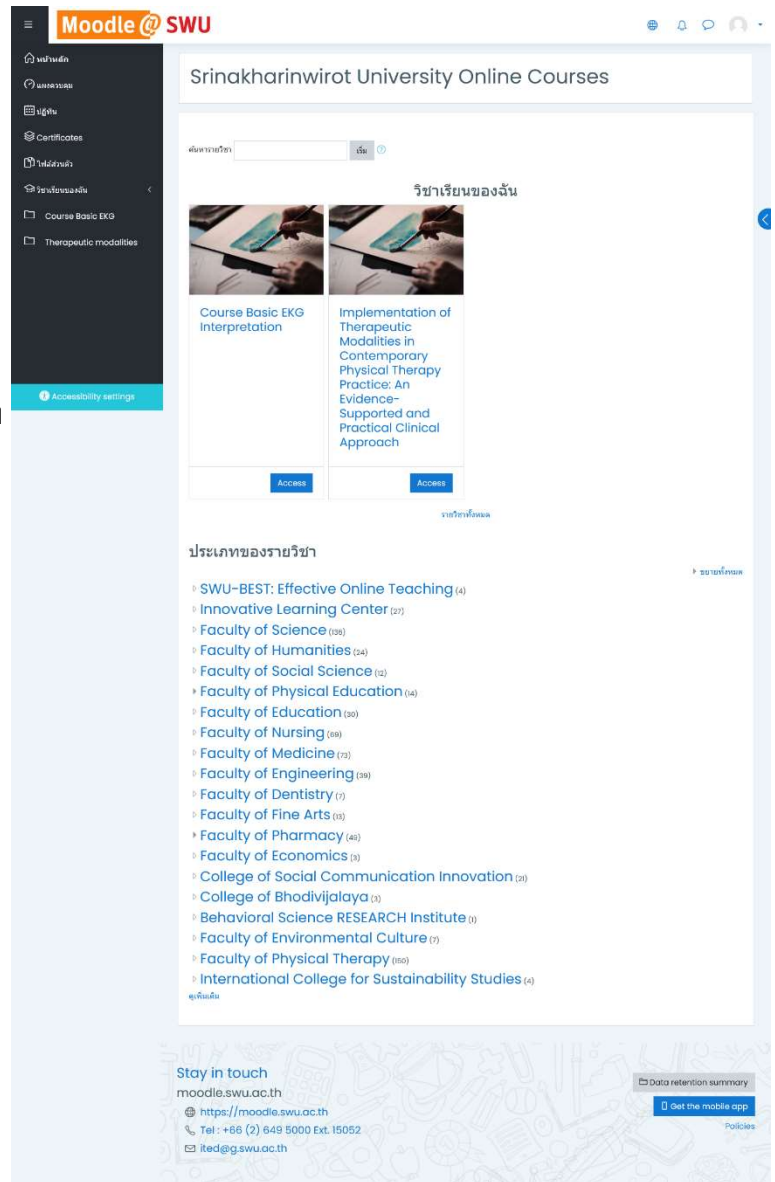 Moodle@SWU
หน้าหลัก
แผงควบคุม
ปฏิทิน
Certificates
ไฟล์ส่วนตัว
วิชาเรียนของฉัน
Course Basic EKG
Therapeutic modalities
Accessibility settings
Srinakharinwirot University Online Courses
ค้นหารายวิชา
เริ่ม
วิชาเรียนของฉัน
Course Basic EKG
Interpretation
Access
Implementation of
Therapeutic
Modalities in
Contemporary
Physical Therapy
Practice: An
Evidence-
Supported and
Practical Clinical
Approach
Access
รายวิชาทั้งหมด
ประเภทของรายวิชา
ขยายทั้งหมด
SWU-BEST: Effective Online Teaching (4)
Innovative Learning Center (27)
Faculty of Science (135)
Faculty of Humanities (24)
Faculty of Social Science (12)
Faculty of Physical Education (14)
Faculty of Education (30)
Faculty of Nursing (69)
Faculty of Medicine (73)
Faculty of Engineering (39)
Faculty of Dentistry (7)
Faculty of Fine Arts (13)
Faculty of Pharmacy (46)
Faculty of Economics (3)
College of Social Communication Innovation (21)
College of Bhodivijalaya (3)
Behavioral Science RESEARCH Institute (1)
Faculty of Environmental Culture (7)
Faculty of Physical Therapy (150)
International College for Sustainability Studies (4)
ดูเพิ่มเติม
Stay in touch
moodle.swu.ac.th
https://moodle.swu.ac.th
Tel : +66 (2) 649 5000 Ext. 15052
ited@g.swu.ac.th
Data retention summary
Get the mobile app
Policies